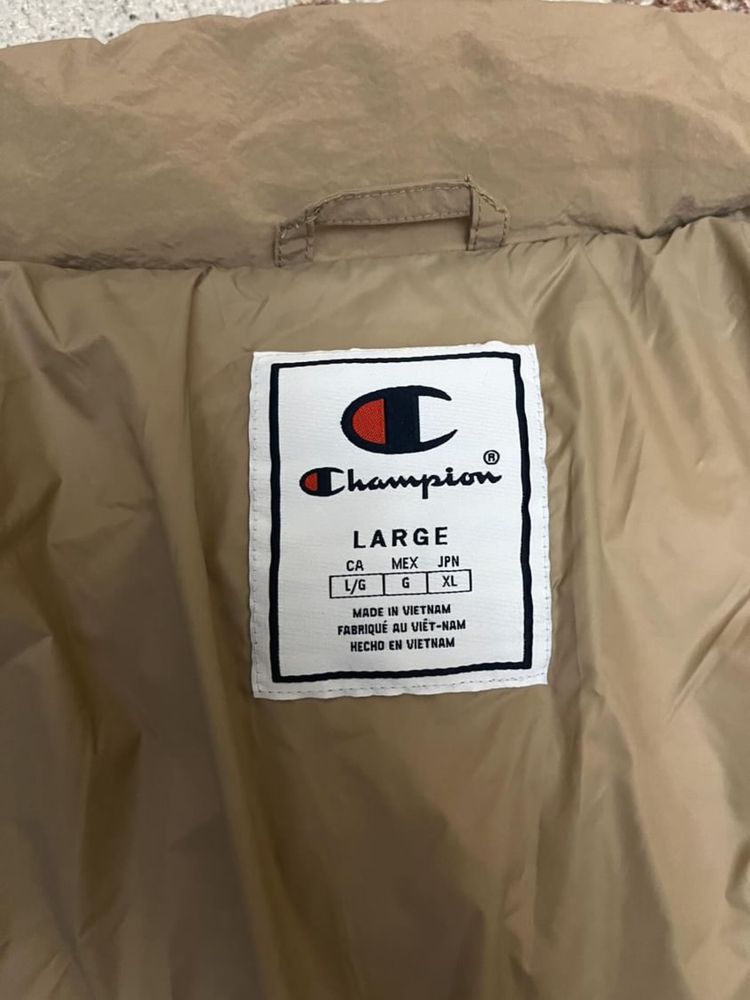 Champion®
LARGE
CA MEX JPN
L/G G XL
MADE IN VIETNAM
FABRIQUÉ AU VIÊT-NAM
HECHO EN VIETNAM